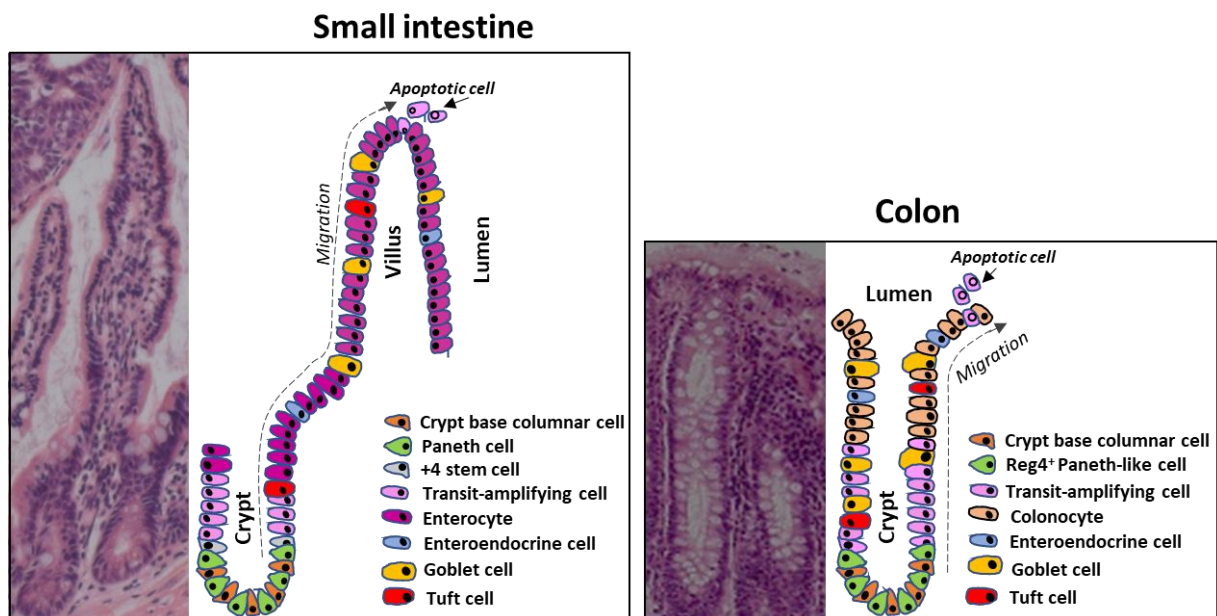 Small intestine
Apoptotic cell
Migration
Villus
Lumen
Crypt
Crypt base columnar cell
Paneth cell
+4 stem cell
Transit-amplifying cell
Enterocyte
Enteroendocrine cell
Goblet cell
Tuft cell
Colon
Apoptotic cell
Lumen
Migration
Crypt
Crypt base columnar cell
Reg4⁺ Paneth-like cell
Transit-amplifying cell
Colonocyte
Enteroendocrine cell
Goblet cell
Tuft cell